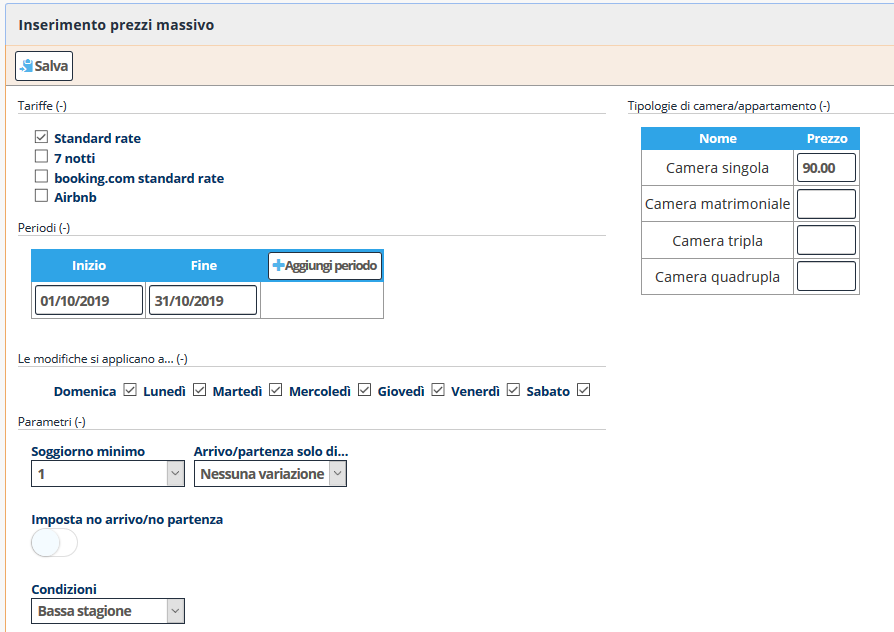 Inserimento prezzi massivo
Salva
Tariffe (-)
Standard rate
7 notti
booking.com standard rate
Airbnb
Periodi (-)
Inizio Fine Aggiungi periodo
01/10/2019 31/10/2019
Le modifiche si applicano a... (-)
Domenica Lunedì Martedì Mercoledì Giovedì Venerdì Sabato
Parametri (-)
Soggiorno minimo Arrivo/partenza solo di...
1 Nessuna variazione
Imposta no arrivo/no partenza
Condizioni
Bassa stagione
Tipologie di camera/appartamento (-)
Nome Prezzo
Camera singola 90.00
Camera matrimoniale
Camera tripla
Camera quadrupla